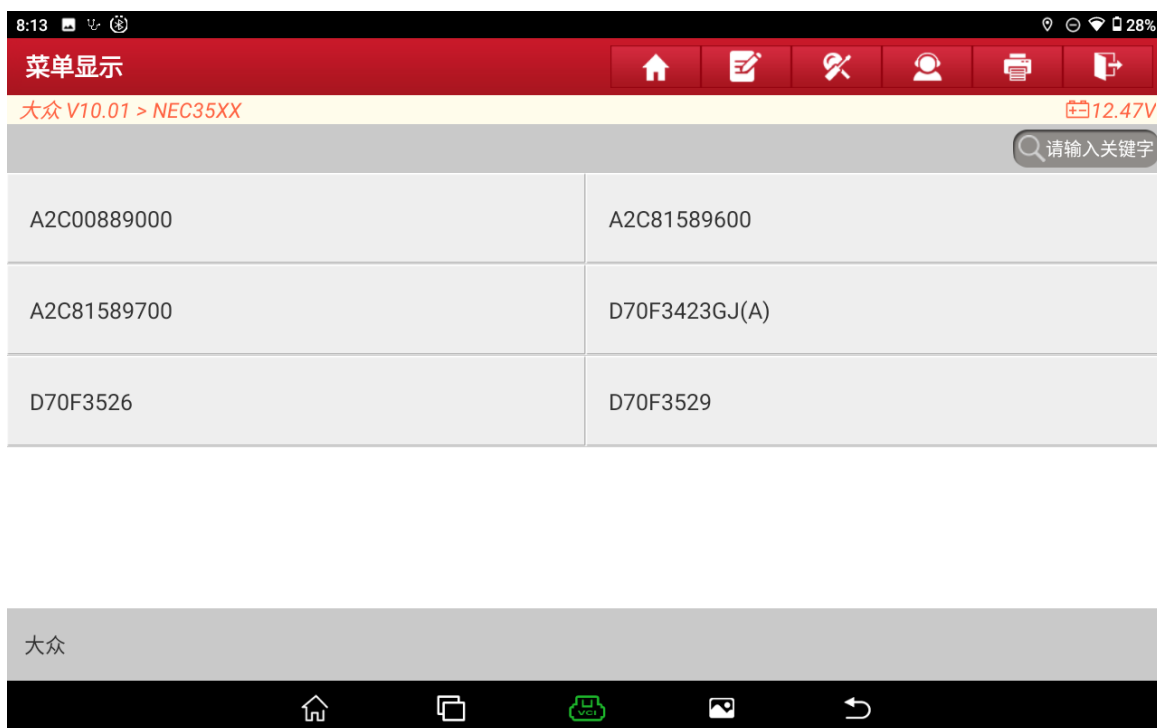 8:13 28%
菜单显示
大众 V10.01 > NEC35XX 12.47V
请输入关键字
A2C00889000 A2C81589600
A2C81589700 D70F3423GJ(A)
D70F3526 D70F3529
大众
VCI